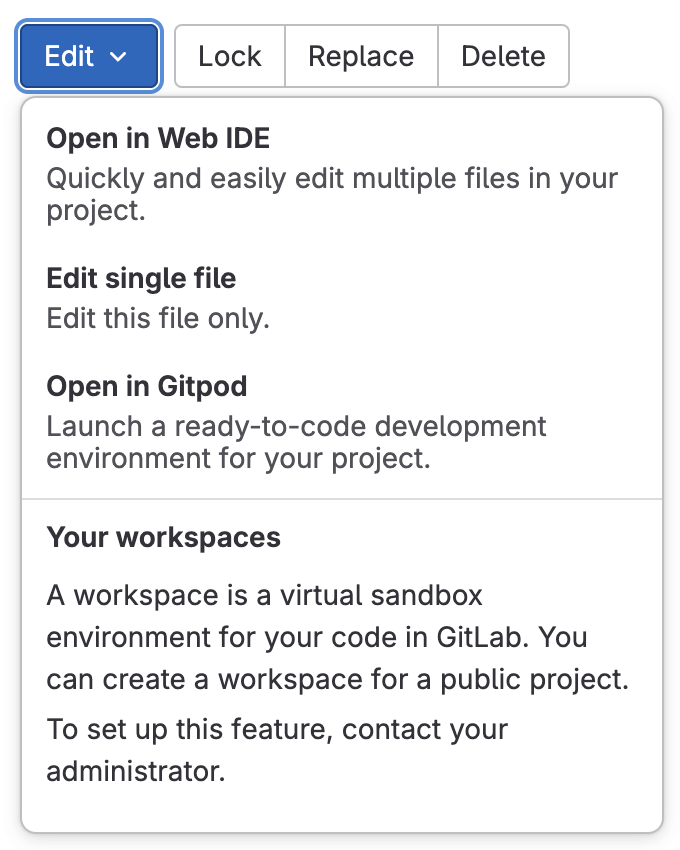 Edit Lock Replace Delete
Open in Web IDE
Quickly and easily edit multiple files in your
project.
Edit single file
Edit this file only.
Open in Gitpod
Launch a ready-to-code development
environment for your project.
Your workspaces
A workspace is a virtual sandbox
environment for your code in GitLab. You
can create a workspace for a public project.
To set up this feature, contact your
administrator.